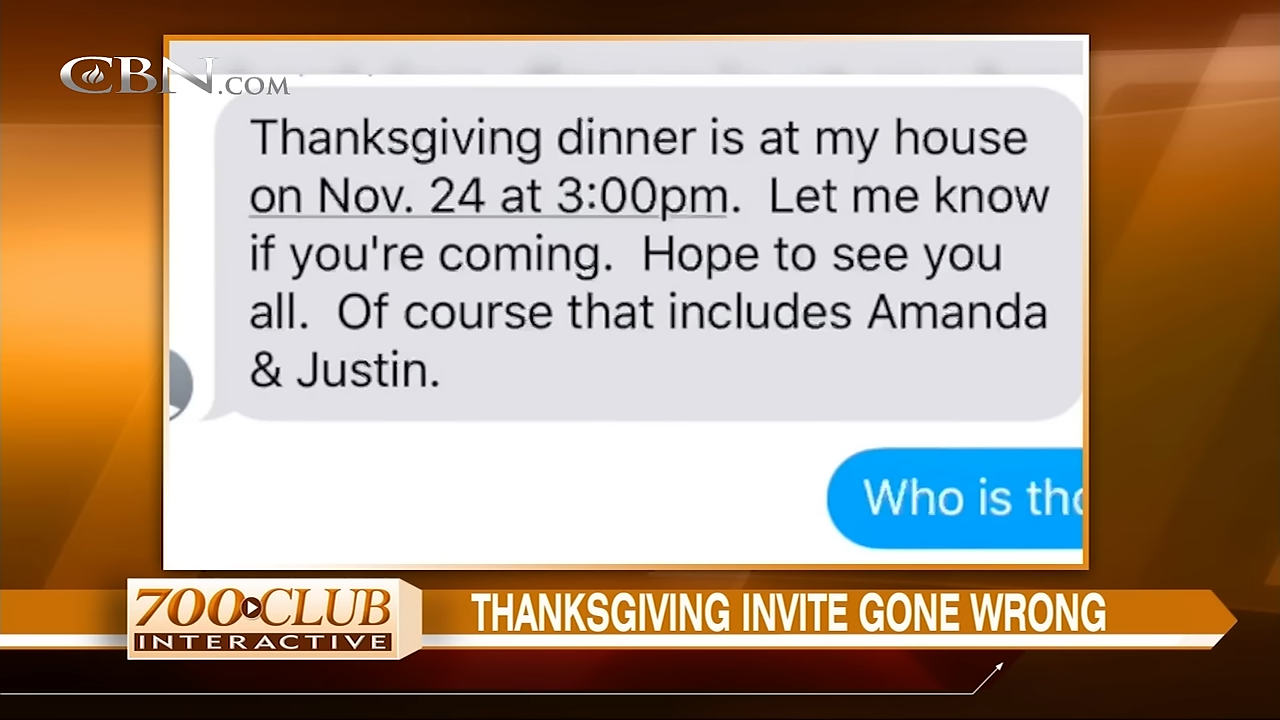 CBN.COM
Thanksgiving dinner is at my house
on Nov. 24 at 3:00pm.  Let me know
if you're coming.  Hope to see you
all.  Of course that includes Amanda
& Justin.
Who is
700 CLUB
INTERACTIVE
THANKSGIVING INVITE GONE WRONG